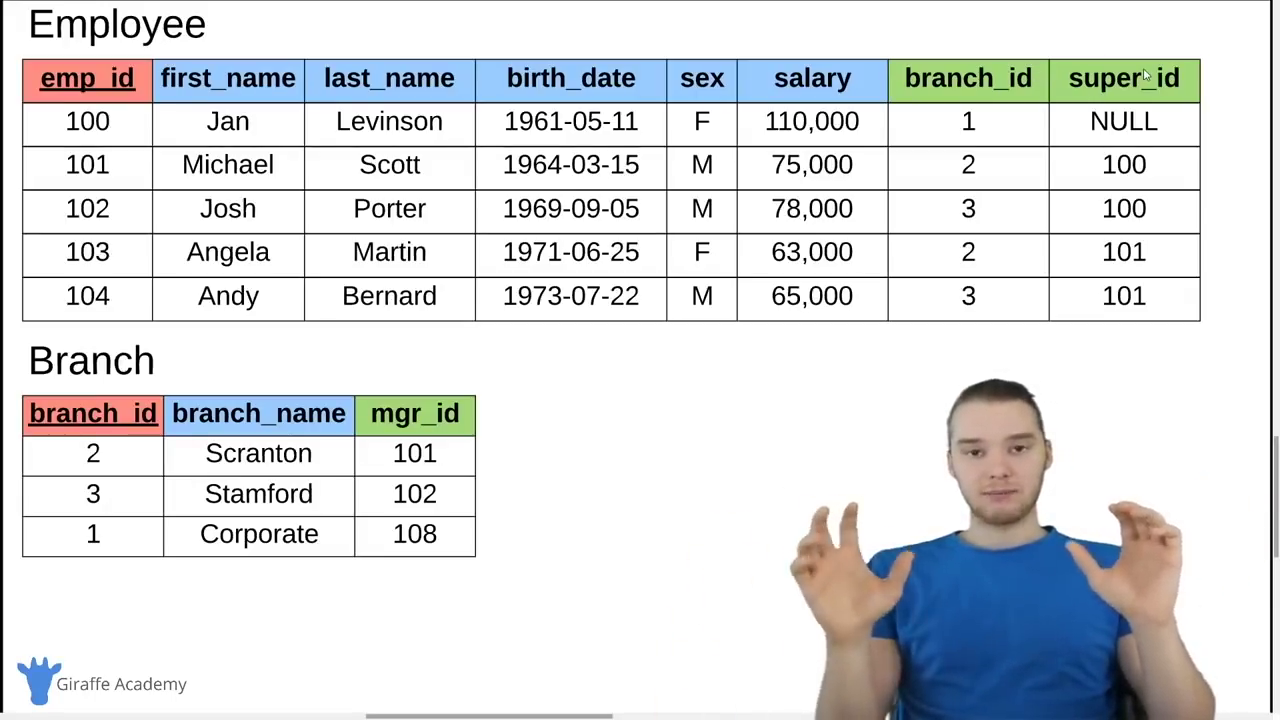 Employee
emp_id first_name last_name birth_date sex salary branch_id super_id
100 Jan Levinson 1961-05-11 F 110,000 1 NULL
101 Michael Scott 1964-03-15 M 75,000 2 100
102 Josh Porter 1969-09-05 M 78,000 3 100
103 Angela Martin 1971-06-25 F 63,000 2 101
104 Andy Bernard 1973-07-22 M 65,000 3 101
Branch
branch_id branch_name mgr_id
2 Scranton 101
3 Stamford 102
1 Corporate 108
Giraffe Academy